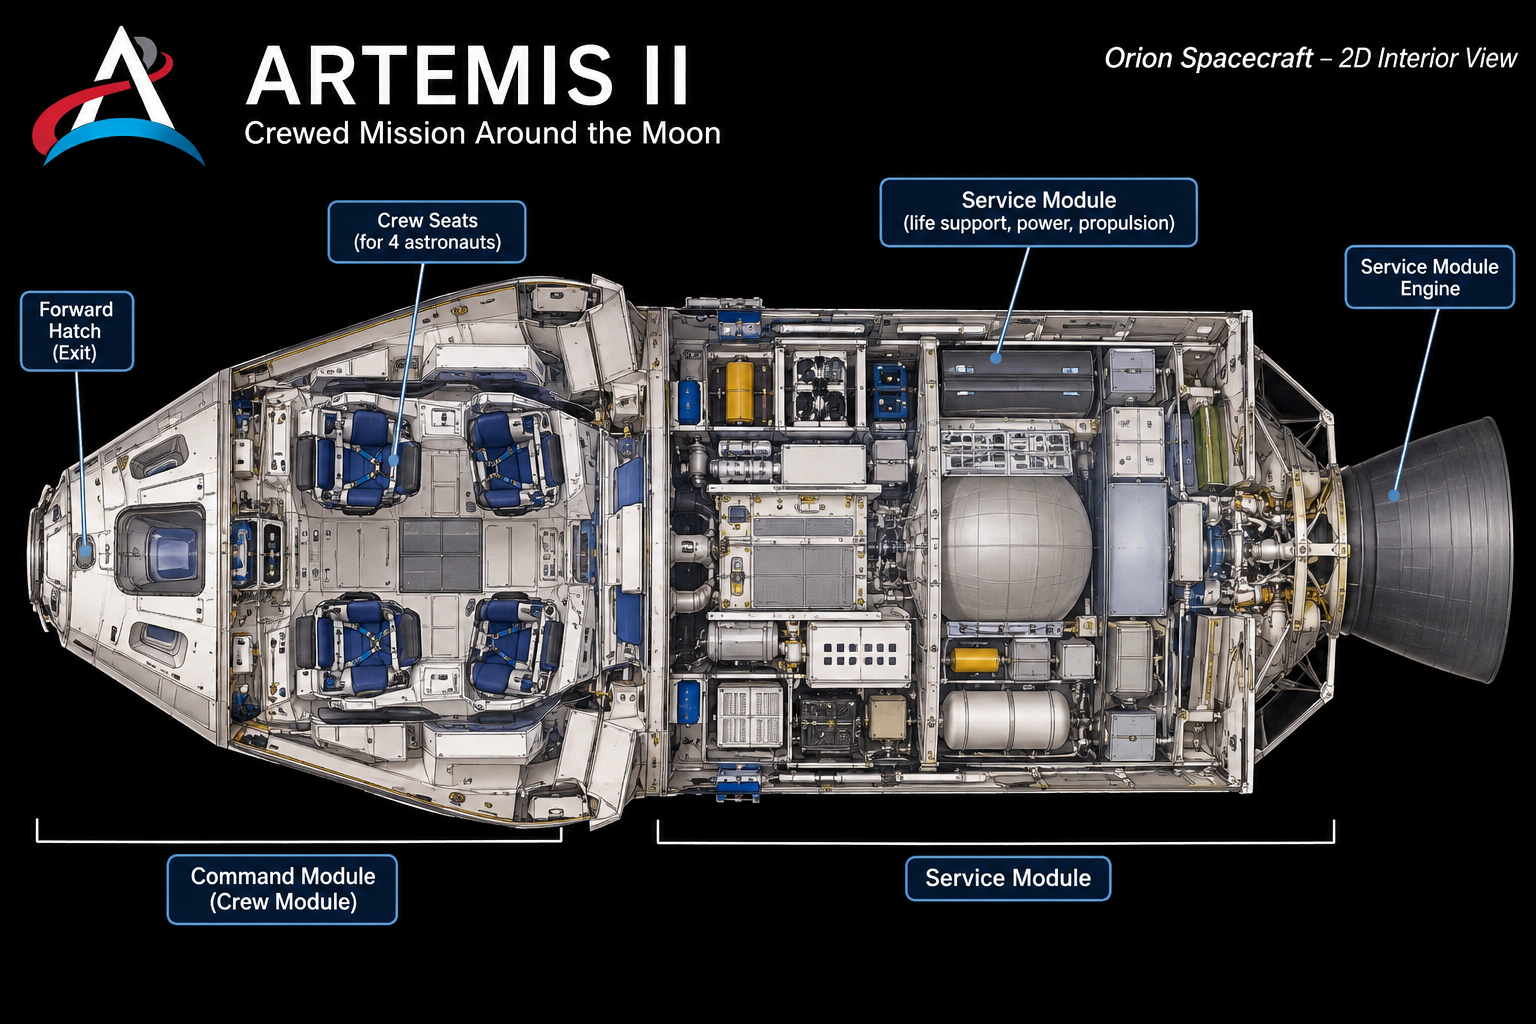 ARTEMIS II
Crewed Mission Around the Moon
Orion Spacecraft – 2D Interior View
Crew Seats
(for 4 astronauts)
Service Module
(life support, power, propulsion)
Service Module
Engine
Forward
Hatch
(Exit)
Command Module
(Crew Module)
Service Module